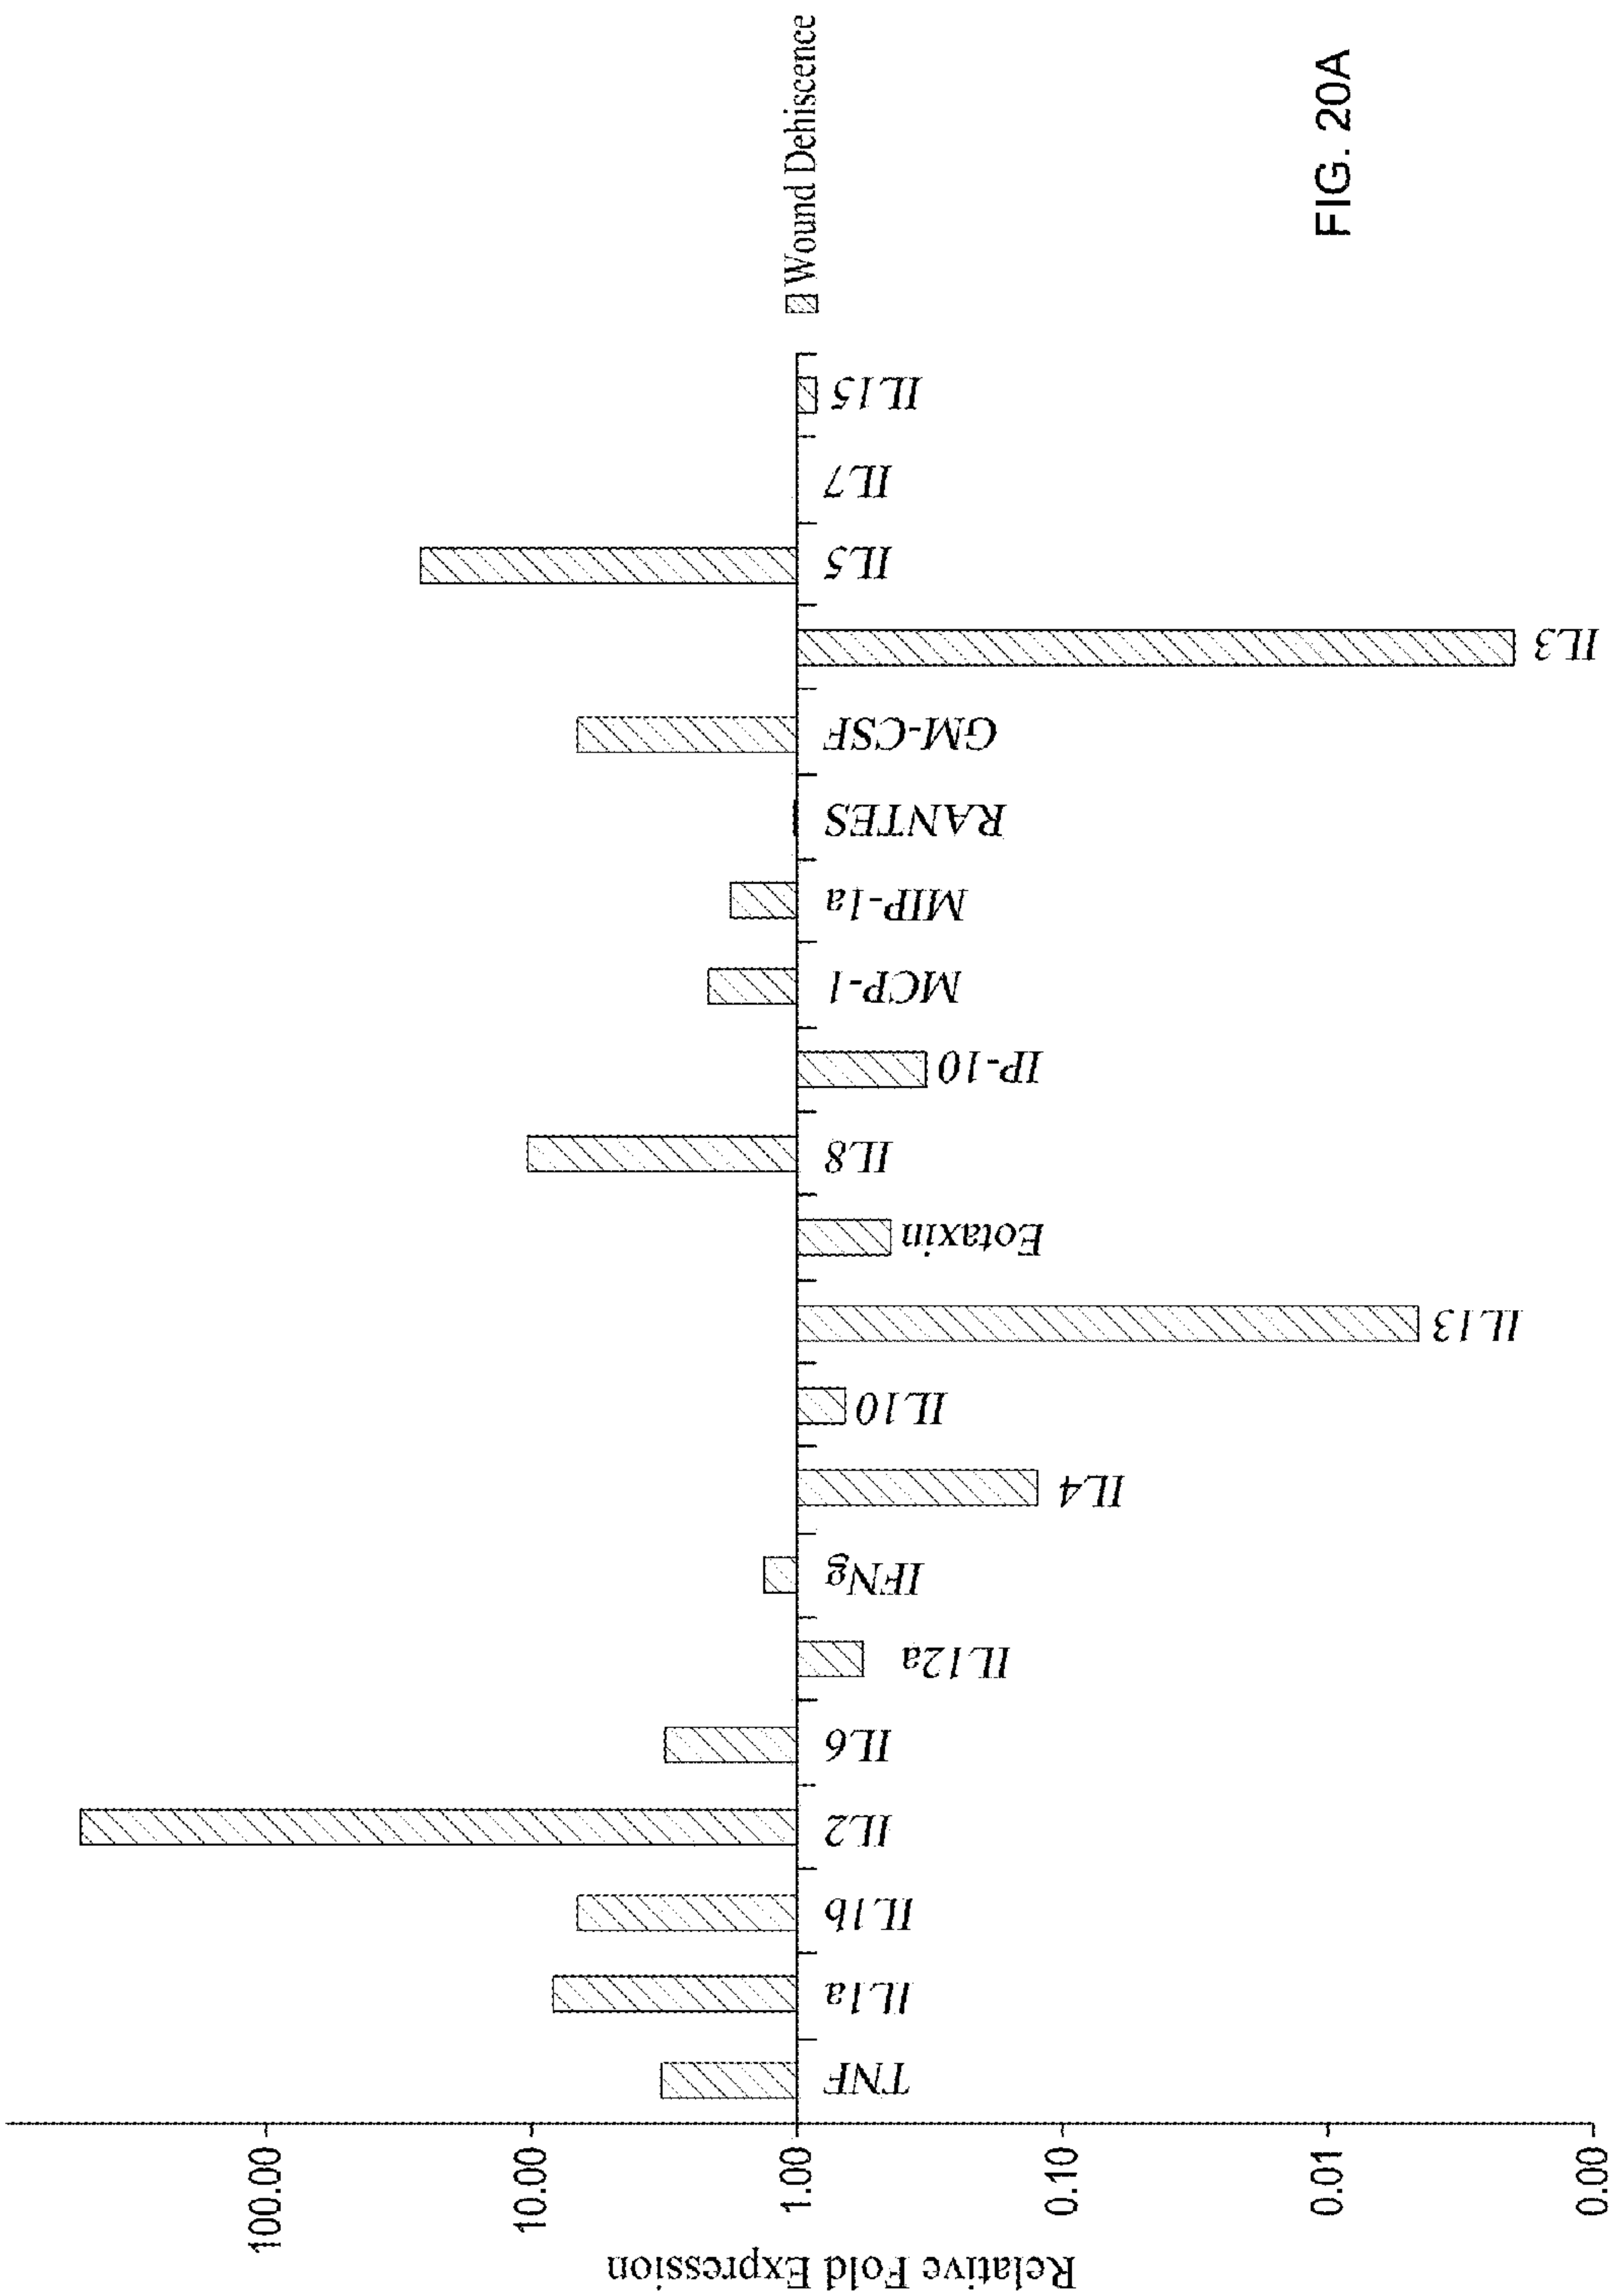 Relative Fold Expression
100.00
10.00
1.00
0.10
0.01
0.00
TNF
IL1a
IL1b
IL2
IL6
IL12a
IFNg
IL4
IL10
IL13
Eotaxin
IL8
IP-10
MCP-1
MIP-1a
RANTES
GM-CSF
IL3
IL5
IL7
IL15
Wound Dehiscence
FIG. 20A